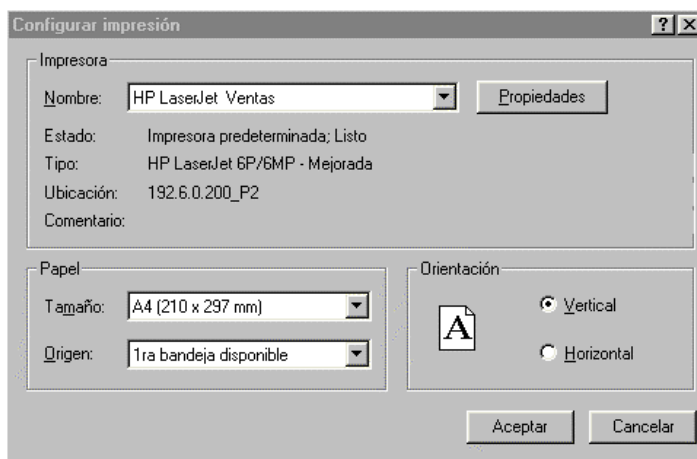 Configurar impresión
Impresora
Nombre: HP LaserJet Ventas Propiedades
Estado: Impresora predeterminada; Listo
Tipo: HP LaserJet 6P/6MP - Mejorada
Ubicación: 192.6.0.200_P2
Comentario:
Papel
Tamaño: A4 (210 x 297 mm)
Origen: 1ra bandeja disponible
Orientación
A
Vertical
Horizontal
Aceptar Cancelar